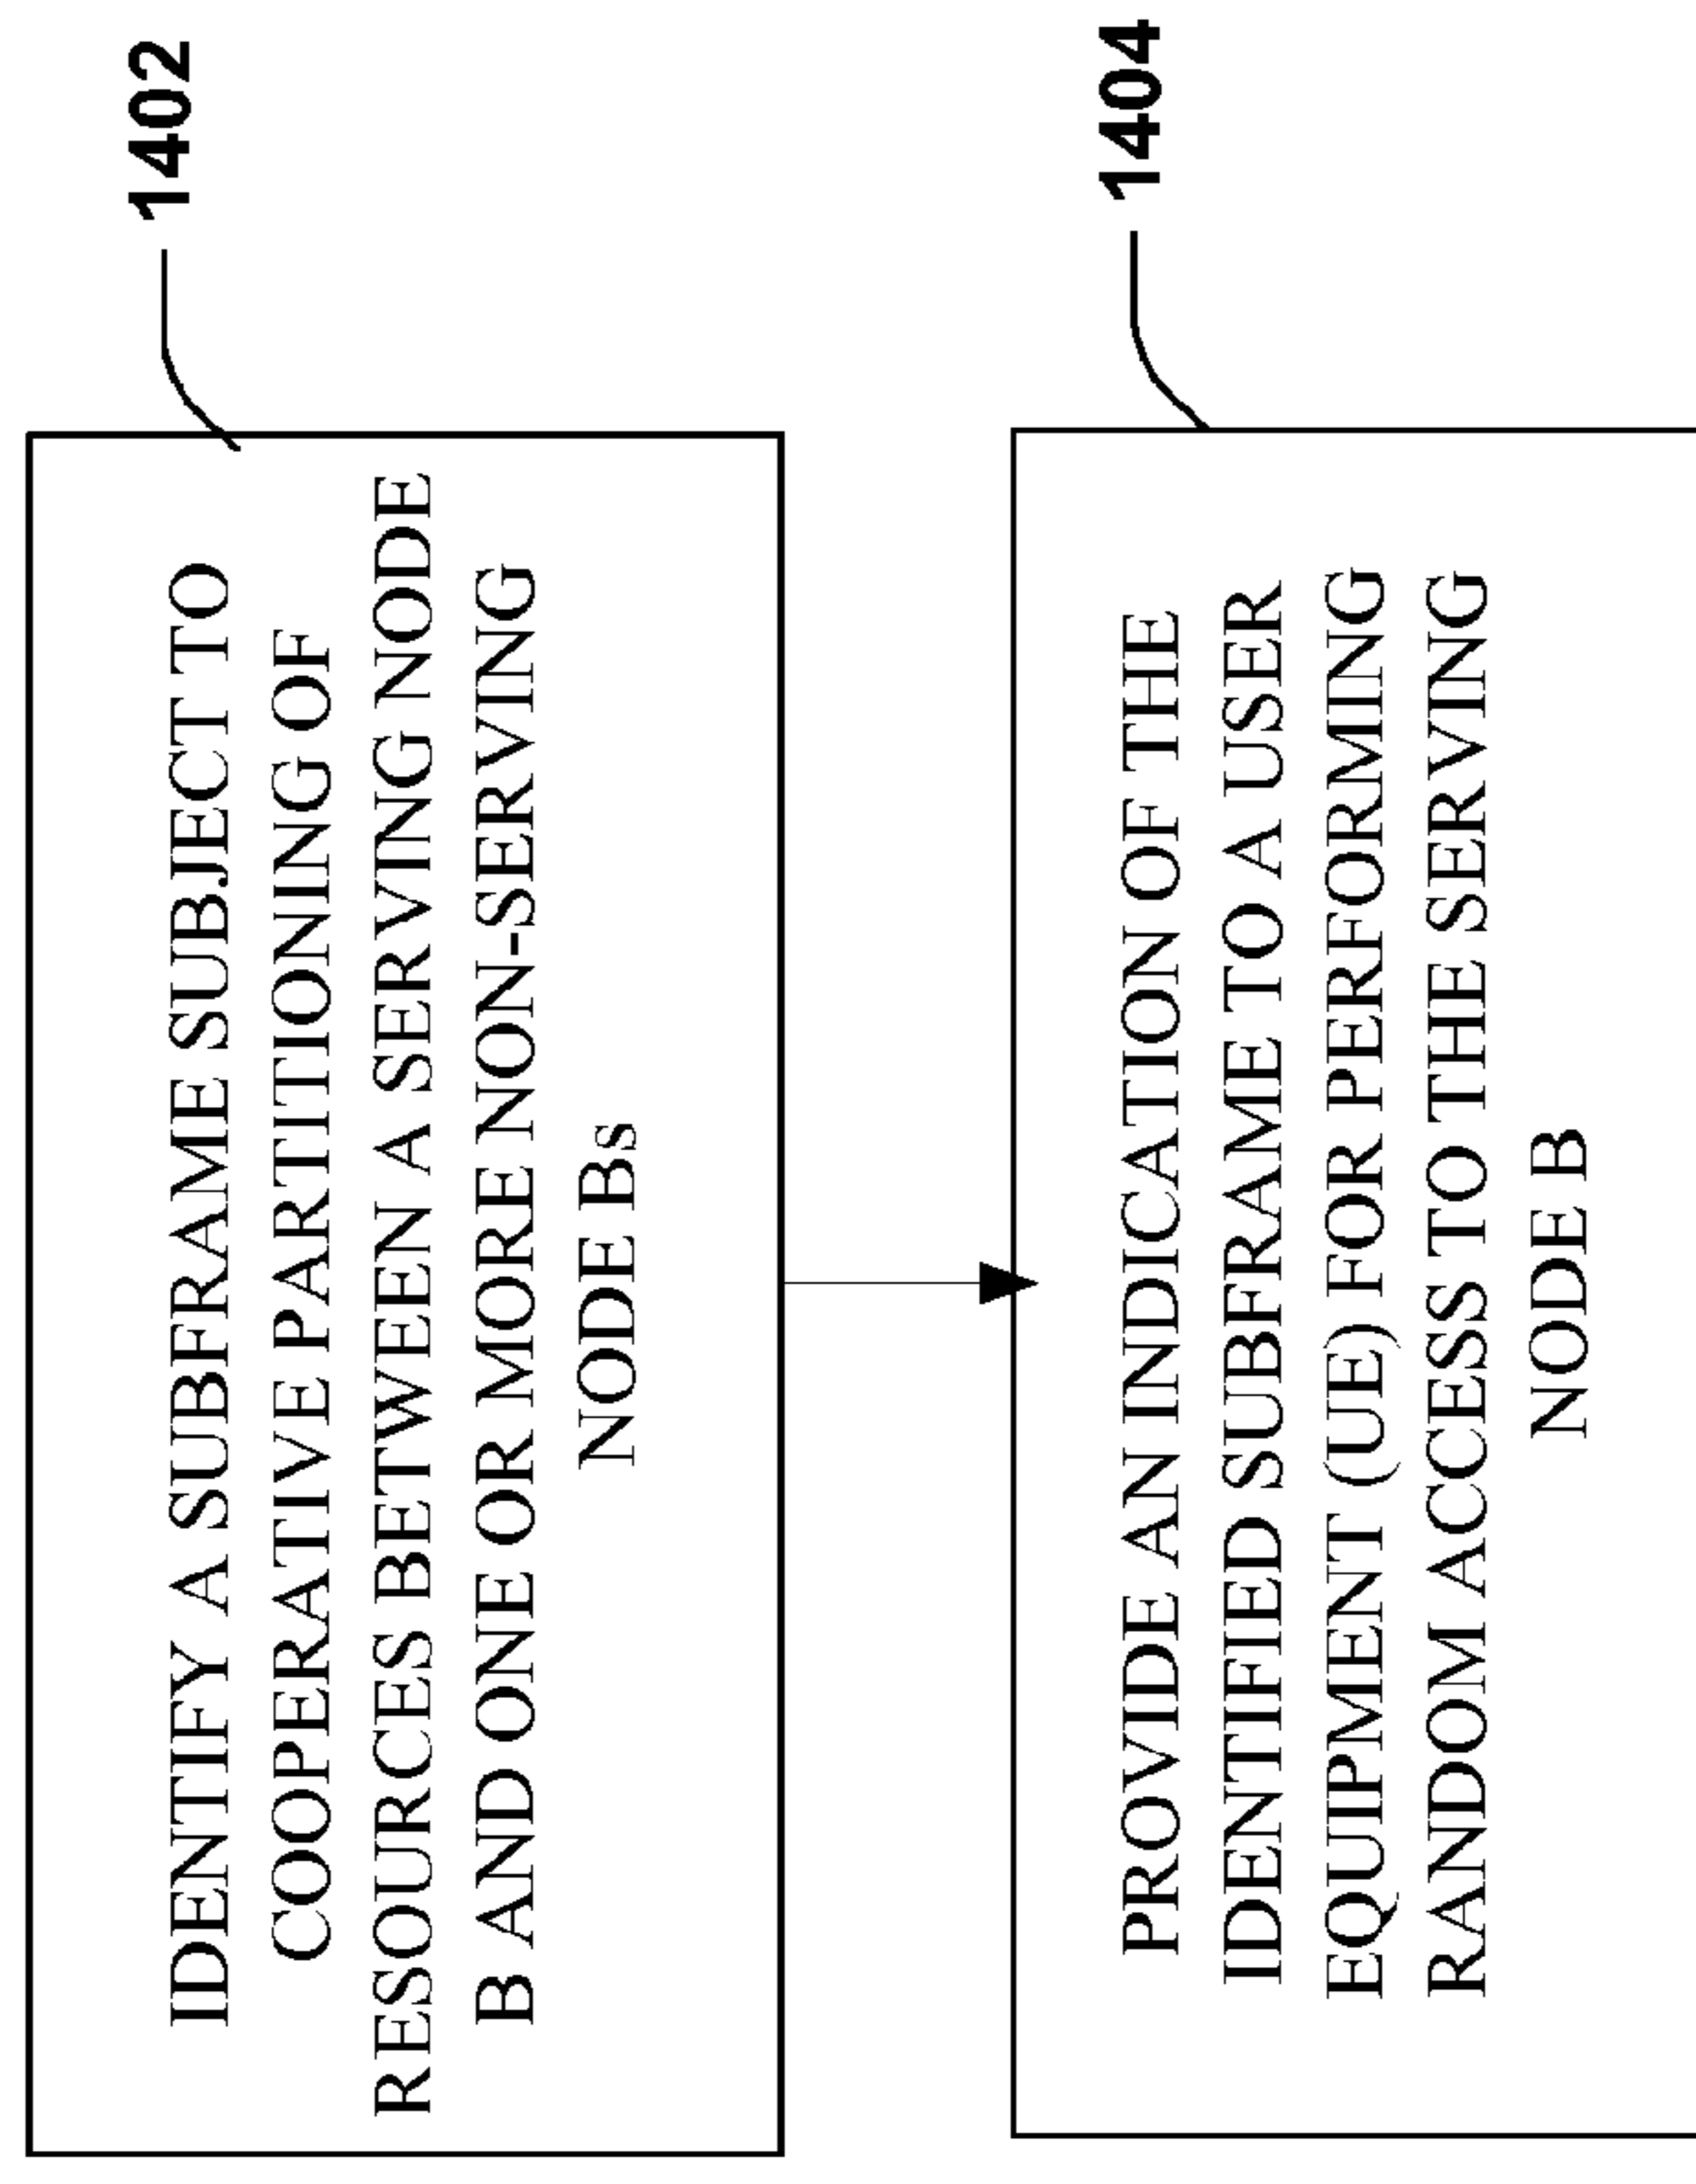 1402
IDENTIFY A SUBFRAME SUBJECT TO
COOPERATIVE PARTITIONING OF
RESOURCES BETWEEN A SERVING NODE
B AND ONE OR MORE NON-SERVING
NODE Bs
1404
PROVIDE AN INDICATION OF THE
IDENTIFIED SUBFRAME TO A USER
EQUIPMENT (UE) FOR PERFORMING
RANDOM ACCESS TO THE SERVING
NODE B